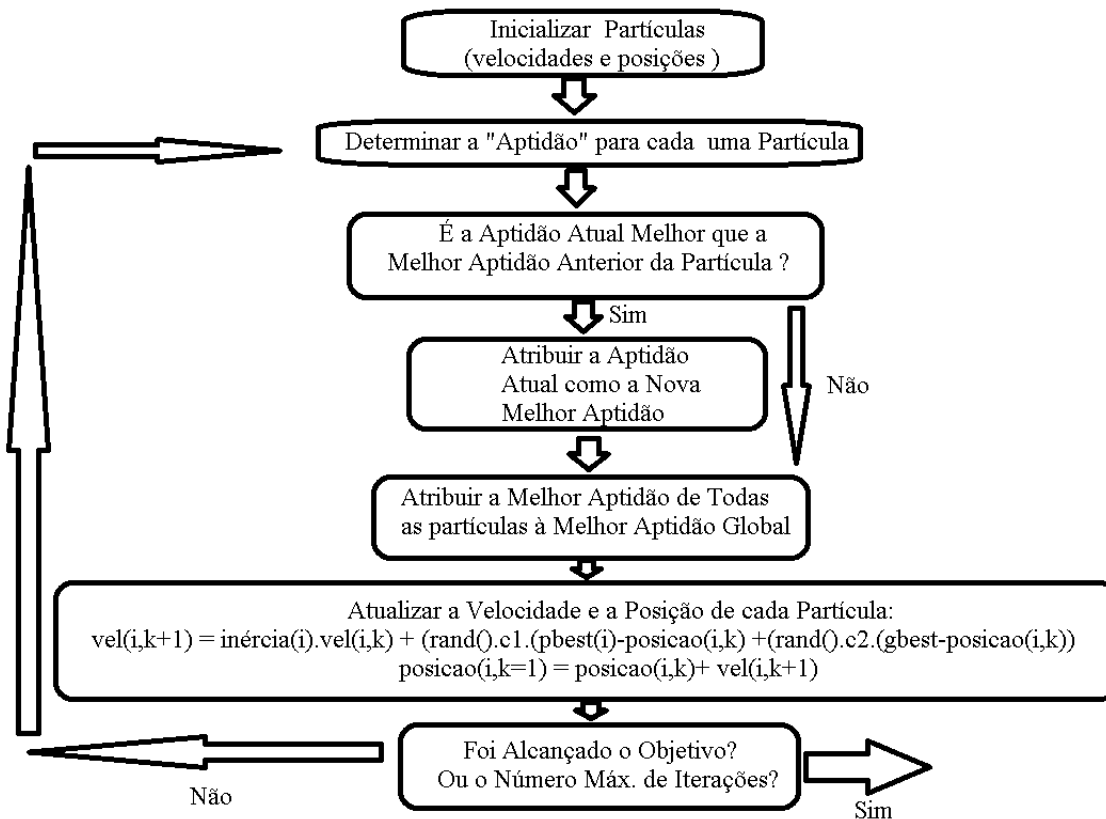 Inicializar Partículas
(velocidades e posições )
Determinar a "Aptidão" para cada uma Partícula
É a Aptidão Atual Melhor que a
Melhor Aptidão Anterior da Partícula ?
Sim
Não
Atribuir a Aptidão
Atual como a Nova
Melhor Aptidão
Atribuir a Melhor Aptidão de Todas
as partículas à Melhor Aptidão Global
Atualizar a Velocidade e a Posição de cada Partícula:
vel(i,k+1) = inércia(i).vel(i,k) + (rand().c1.(pbest(i)-posicao(i,k) +(rand().c2.(gbest-posicao(i,k))
posicao(i,k=1) = posicao(i,k)+ vel(i,k+1)
Foi Alcançado o Objetivo?
Ou o Número Máx. de Iterações?
Não
Sim